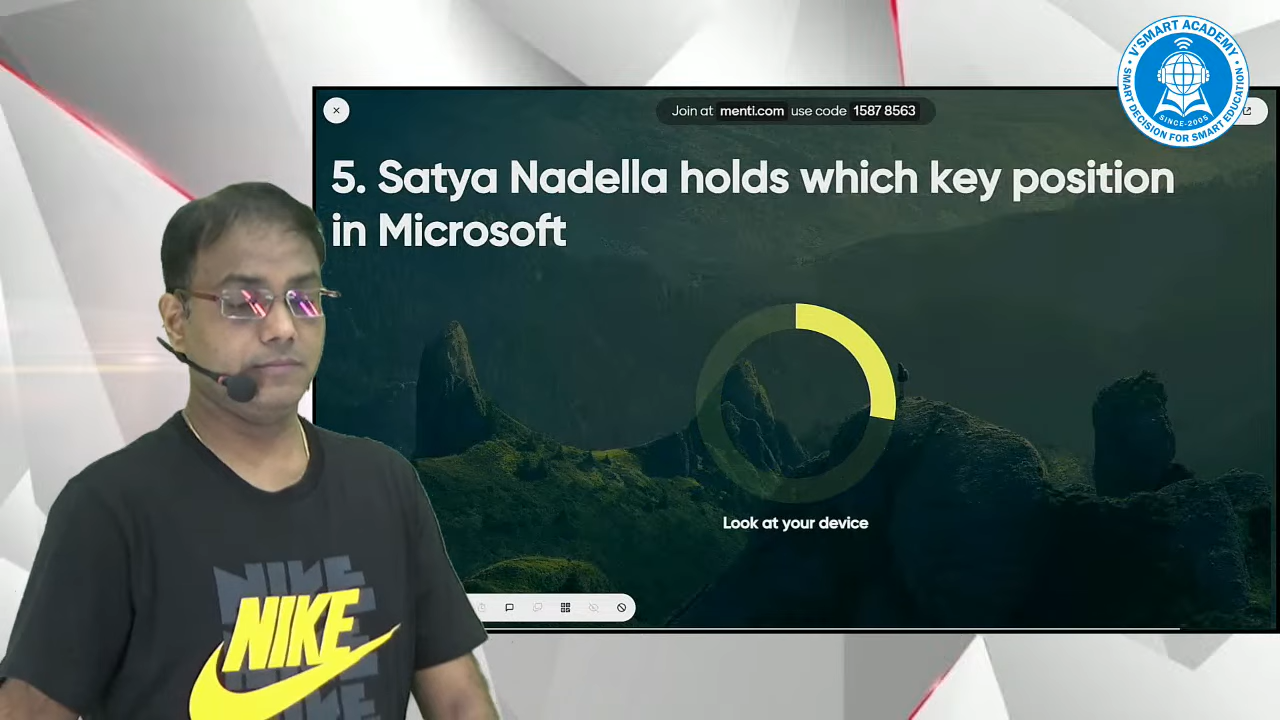 V'SMART ACADEMY
SMART DECISION FOR SMART EDUCATION
SINCE-2005
Join at menti.com use code 1587 8563
5. Satya Nadella holds which key position
in Microsoft
Look at your device
NIKE
NIKE